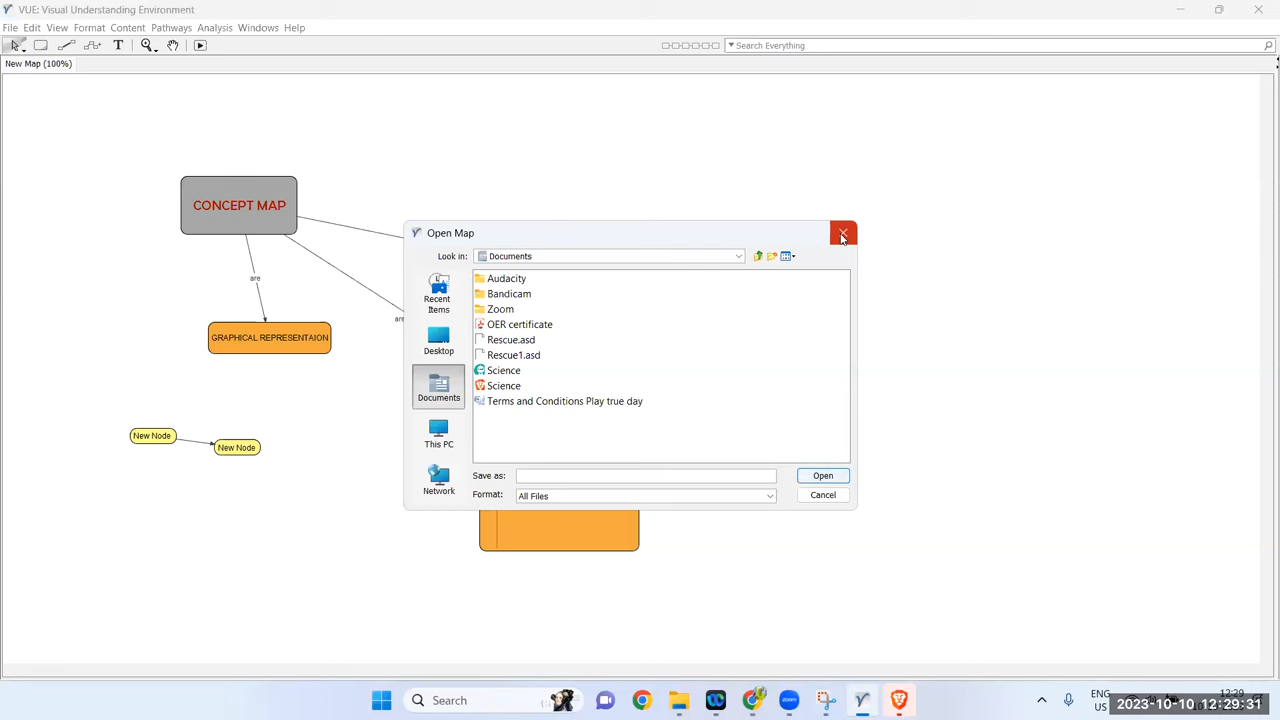 VUE: Visual Understanding Environment
File Edit View Format Content Pathways Analysis Windows Help
T
Search Everything
New Map (100%)
CONCEPT MAP
are
are
GRAPHICAL REPRESENTAION
New Node
New Node
Open Map
Look in: Documents
Recent Items
Desktop
Documents
This PC
Network
Audacity
Bandicam
Zoom
OER certificate
Rescue.asd
Rescue1.asd
Science
Science
Terms and Conditions Play true day
Save as:
Open
Format: All Files
Cancel
Search
zoom
ENG
US
12:29
2023-10-10 12:29:31